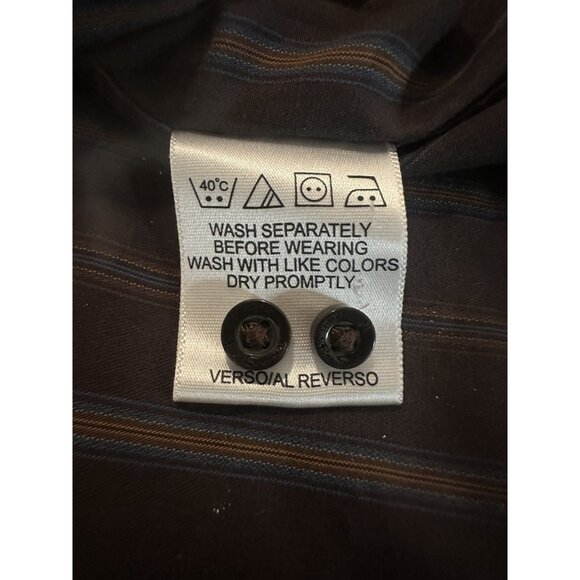 40°C
WASH SEPARATELY
BEFORE WEARING
WASH WITH LIKE COLORS
DRY PROMPTLY
VERSO/AL REVERSO